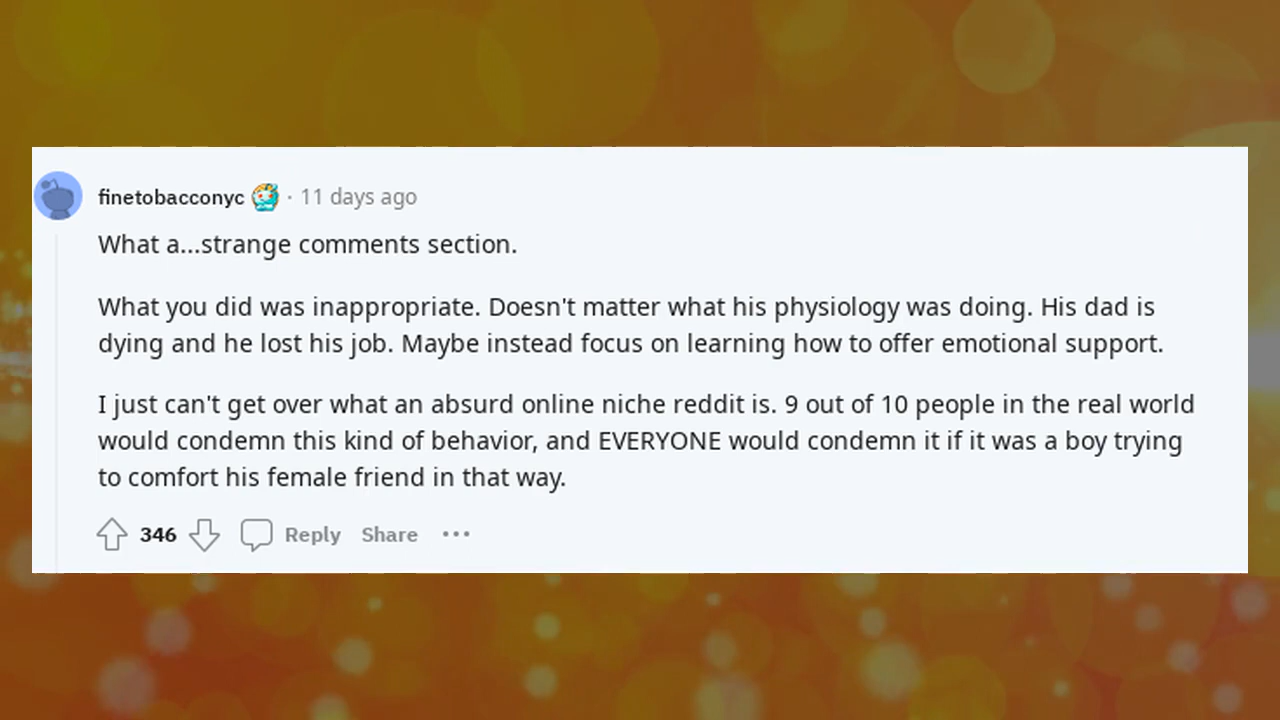 finetobacconyc · 11 days ago
What a...strange comments section.
What you did was inappropriate. Doesn't matter what his physiology was doing. His dad is
dying and he lost his job. Maybe instead focus on learning how to offer emotional support.
I just can't get over what an absurd online niche reddit is. 9 out of 10 people in the real world
would condemn this kind of behavior, and EVERYONE would condemn it if it was a boy trying
to comfort his female friend in that way.
346 Reply Share ...